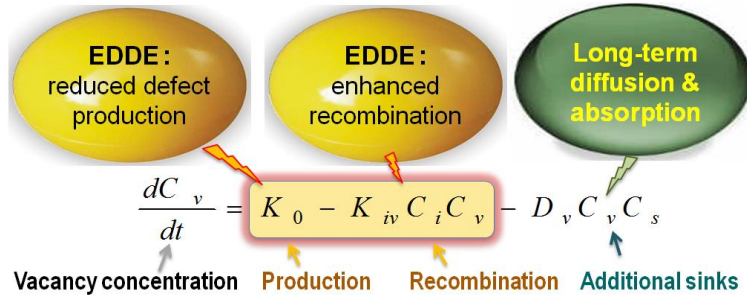 EDDE:
reduced defect
production
EDDE:
enhanced
recombination
Long-term
diffusion &
absorption
dC_v/dt = K_0 − K_iv C_i C_v − D_v C_v C_s
Vacancy concentration Production Recombination Additional sinks